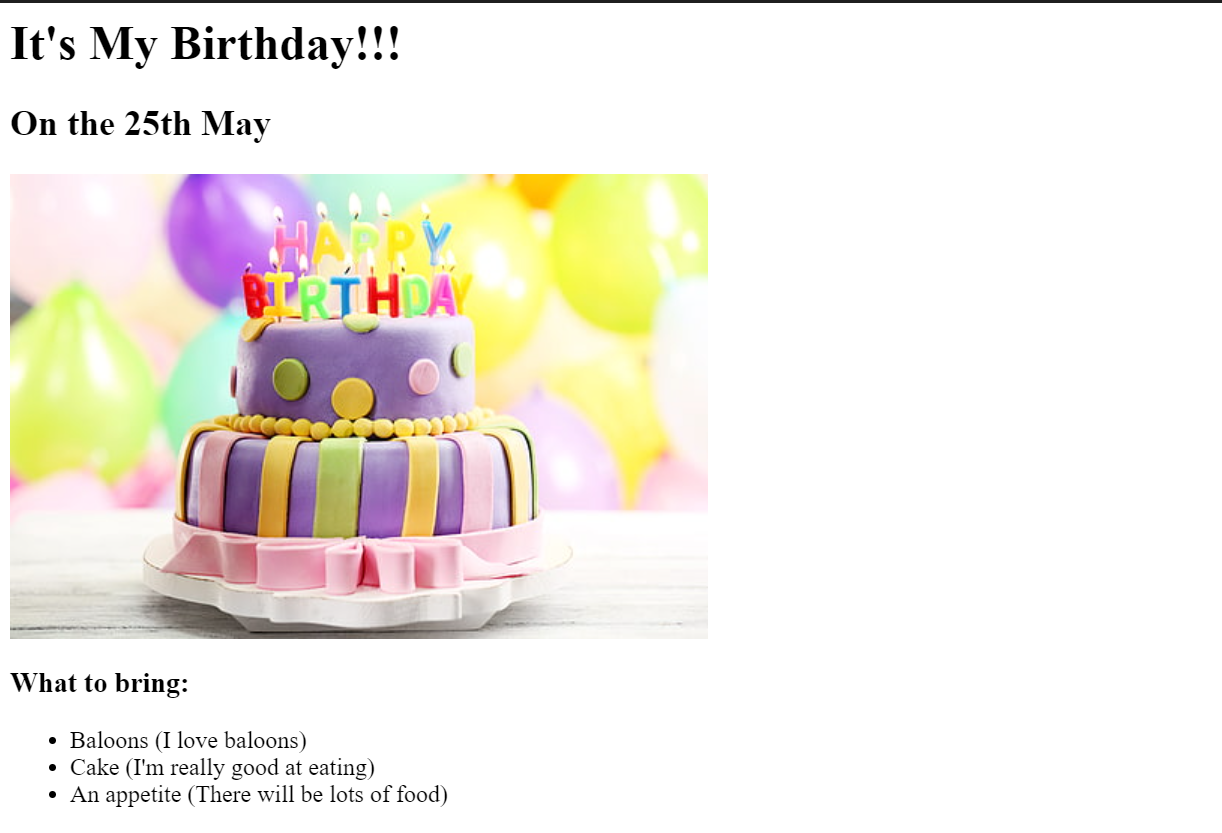 It's My Birthday!!!
On the 25th May
HAPPY
BIRTHDAY
What to bring:
Baloons (I love baloons)
Cake (I'm really good at eating)
An appetite (There will be lots of food)